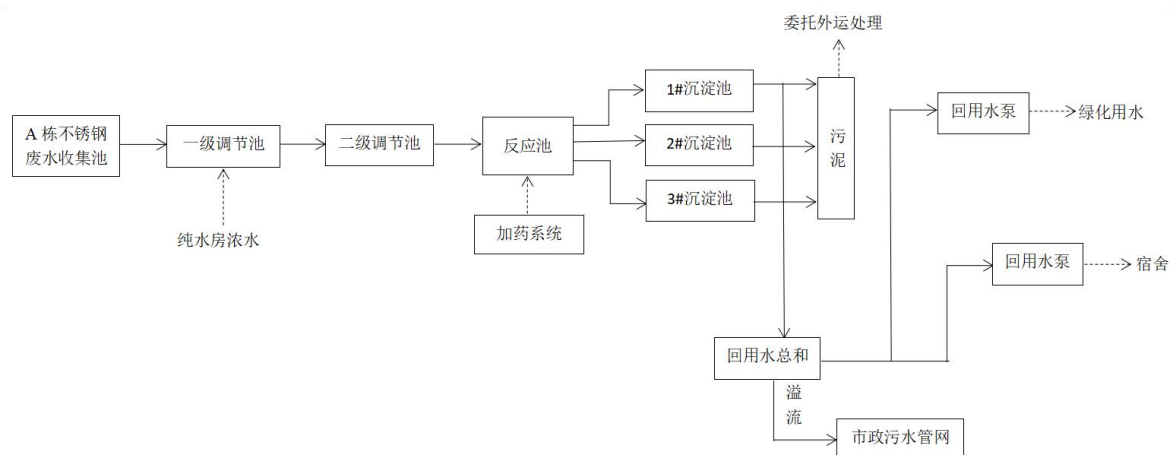 委托外运处理
1#沉淀池
A 栋不锈钢
废水收集池
一级调节池
二级调节池
反应池
2#沉淀池
3#沉淀池
污
泥
回用水泵
绿化用水
纯水房浓水
加药系统
回用水泵
宿舍
回用水总和
溢
流
市政污水管网